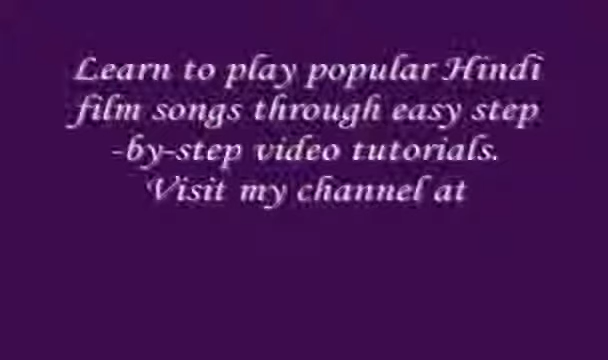 Learn to play popular Hindi
film songs through easy step
-by-step video tutorials.
Visit my channel at